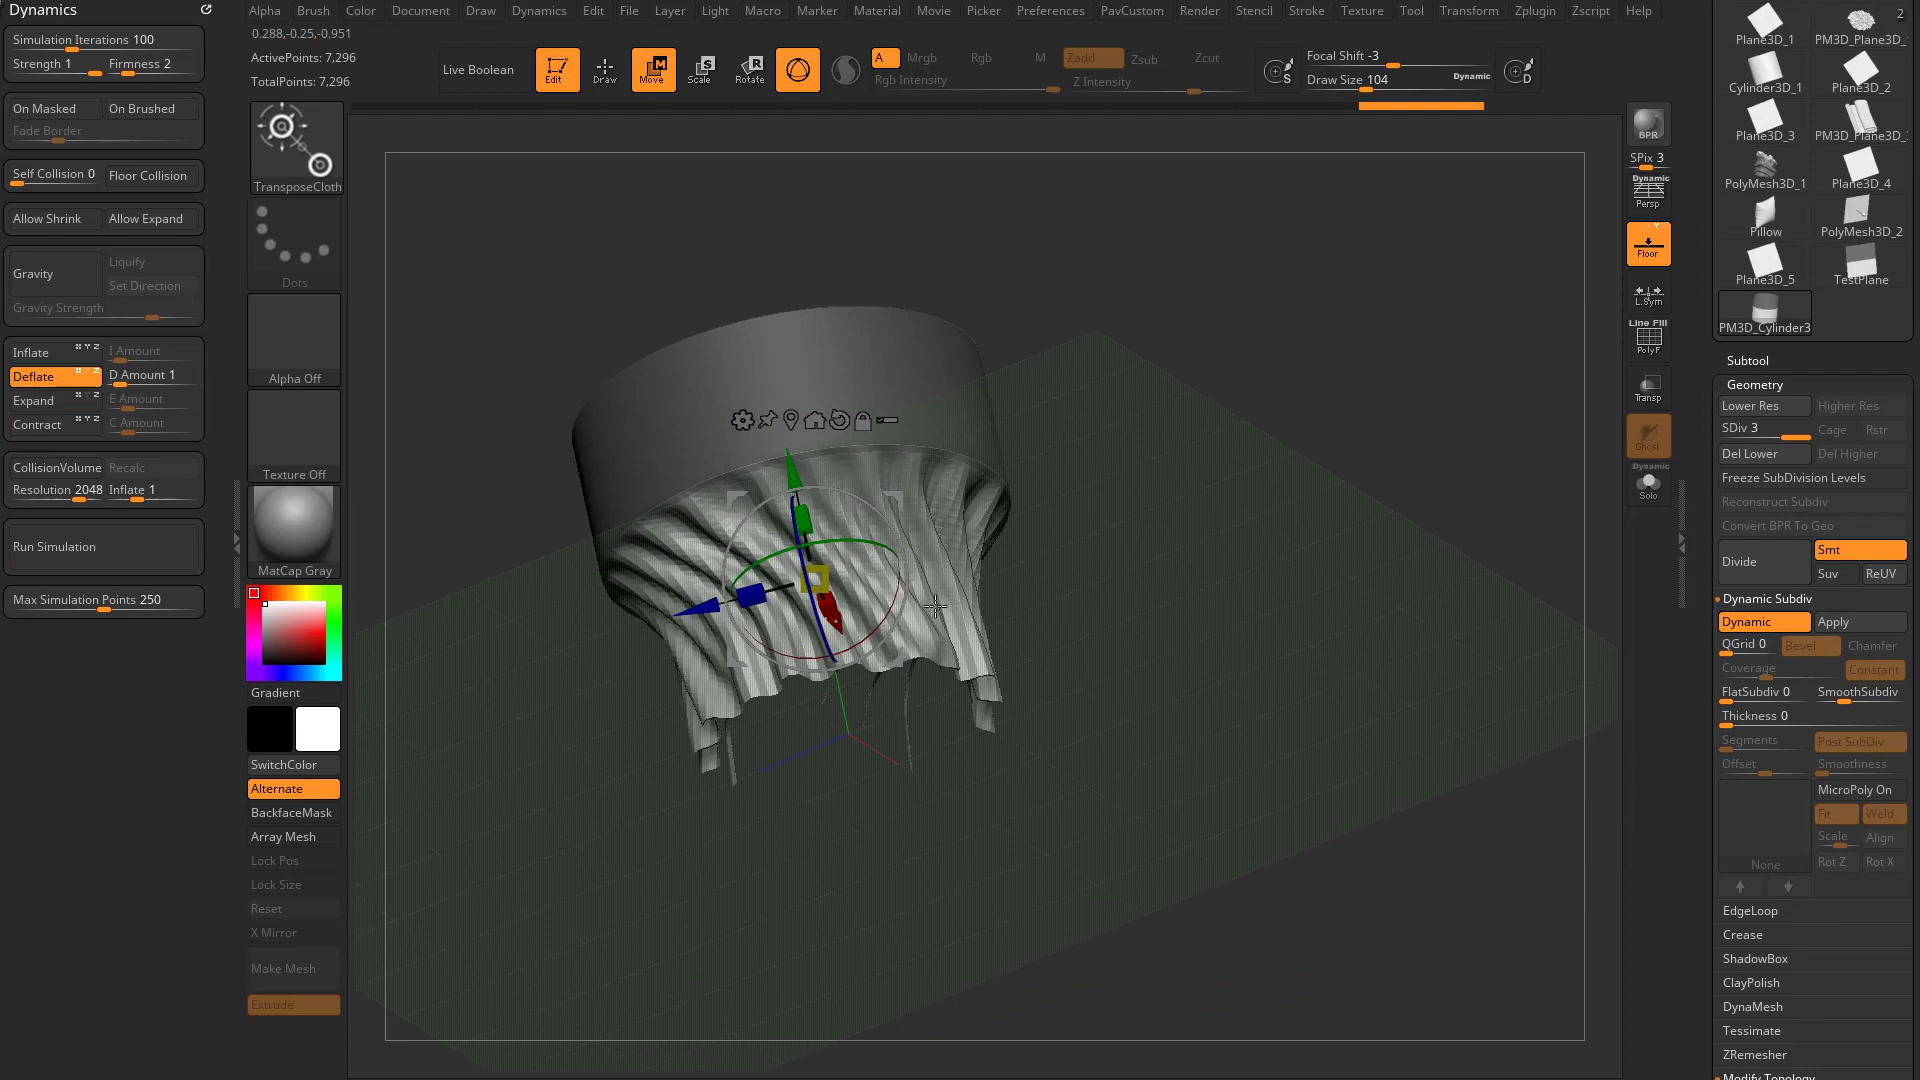 Dynamics
Simulation Iterations 100
Strength 1 Firmness 2
On Masked On Brushed
Fade Border
Self Collision 0 Floor Collision
Allow Shrink Allow Expand
Gravity
Liquify
Set Direction
Gravity Strength
Inflate I Amount
Deflate D Amount 1
Expand E Amount
Contract C Amount
CollisionVolume Recalc
Resolution 2048 Inflate 1
Run Simulation
Max Simulation Points 250
Alpha Brush Color Document Draw Dynamics Edit File Layer Light Macro Marker Material Movie Picker Preferences PavCustom Render Stencil Stroke Texture Tool Transform Zplugin Zscript Help
0.288,-0.25,-0.951
ActivePoints: 7,296
TotalPoints: 7,296
Live Boolean
Edit
Draw
Move
Scale
Rotate
A Mrgb Rgb M Zadd Zsub Zcut
Rgb Intensity Z Intensity
Focal Shift -3
Draw Size 104 Dynamic
S
D
TransposeCloth
Dots
Alpha Off
Texture Off
MatCap Gray
Gradient
SwitchColor
Alternate
BackfaceMask
Array Mesh
Lock Pos
Lock Size
Reset
X Mirror
Make Mesh
Extrude
BPR
SPix 3
Dynamic
Persp
Floor
L.Sym
Line Fill
PolyF
Transp
Ghost
Dynamic
Solo
2
Plane3D_1 PM3D_Plane3D_
Cylinder3D_1 Plane3D_2
Plane3D_3 PM3D_Plane3D_
PolyMesh3D_1 Plane3D_4
Pillow PolyMesh3D_2
Plane3D_5 TestPlane
PM3D_Cylinder3
Subtool
Geometry
Lower Res Higher Res
SDiv 3 Cage Rstr
Del Lower Del Higher
Freeze SubDivision Levels
Reconstruct Subdiv
Convert BPR To Geo
Divide
Smt
Suv ReUV
Dynamic Subdiv
Dynamic Apply
QGrid 0 Bevel Chamfer
Coverage Constant
FlatSubdiv 0 SmoothSubdiv
Thickness 0
Segments Post SubDiv
Offset Smoothness
MicroPoly On
Fit Weld
Scale Align
None Rot Z Rot X
EdgeLoop
Crease
ShadowBox
ClayPolish
DynaMesh
Tessimate
ZRemesher
Modify Topology